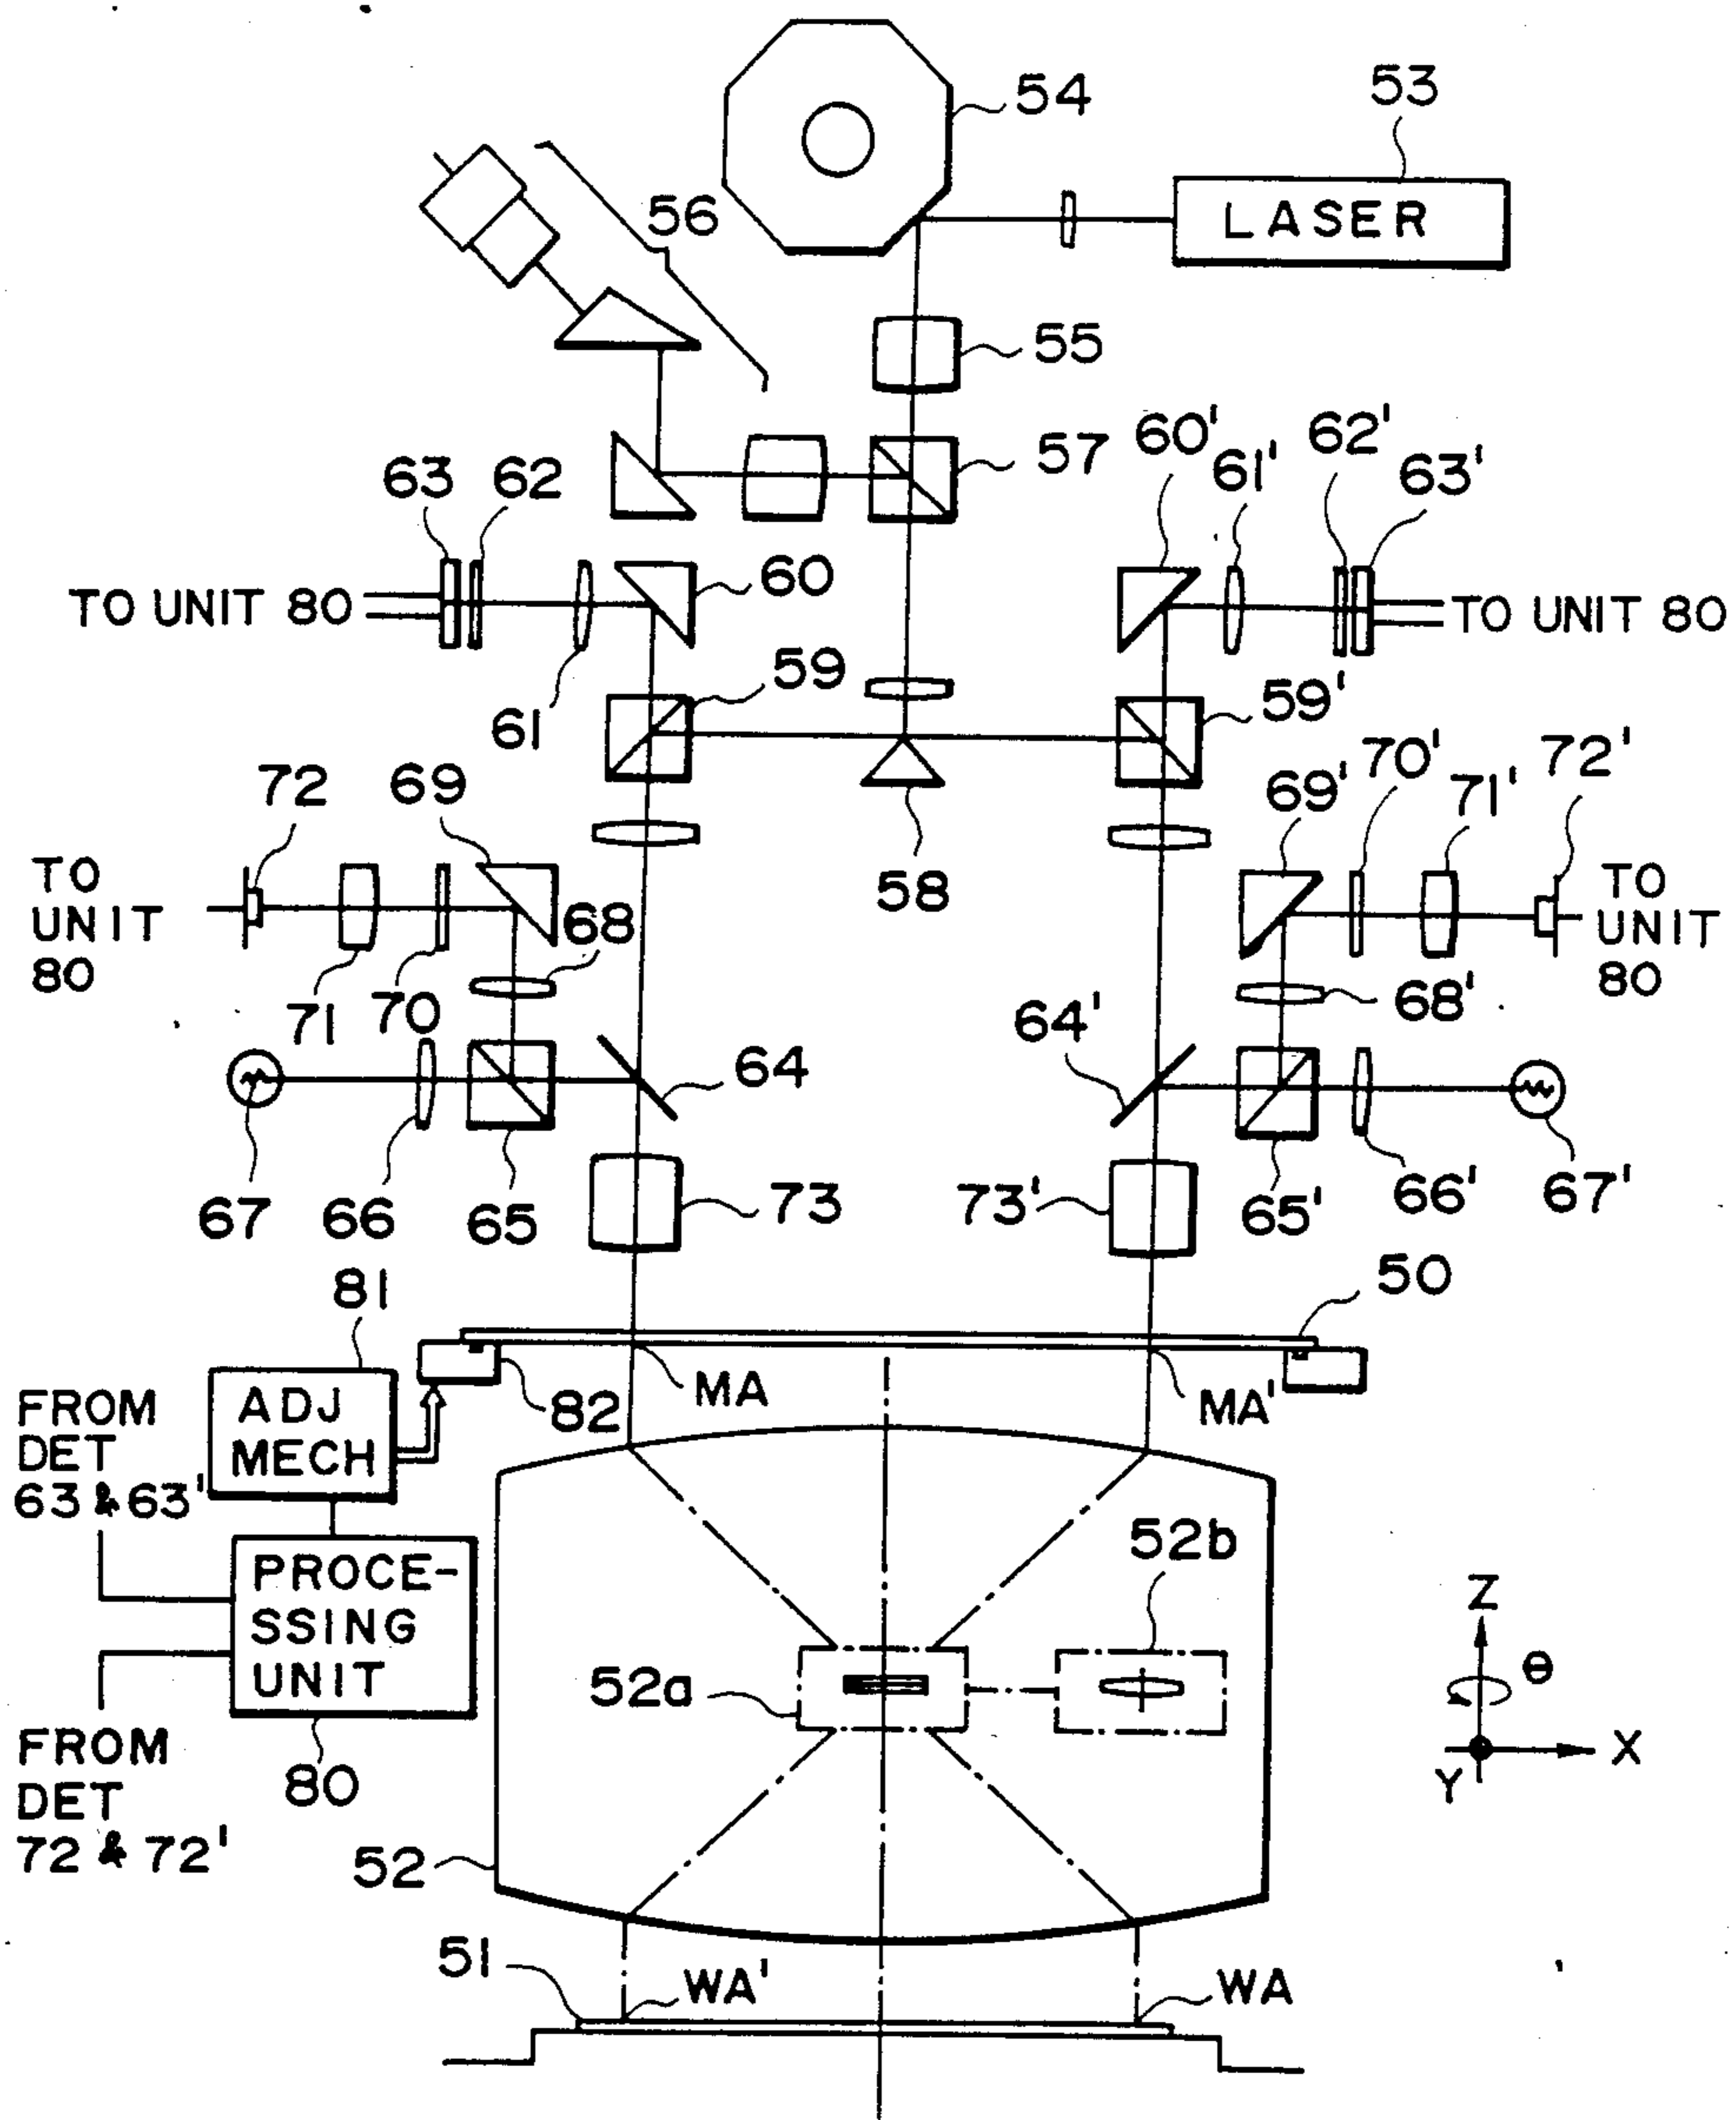 54
53
LASER
56
55
57
60'
61'
62'
63'
63
62
60
TO UNIT 80
TO UNIT 80
61
59
59'
58
72
69
70'
72'
69'
71'
TO
UNIT
80
68
TO
UNIT
80
71
70
68'
64
64'
67
66
65
73
73'
65'
66'
67'
81
50
ADJ
MECH
82
MA
MA'
FROM
DET
63 & 63'
PROCE-
SSING
UNIT
80
52b
52a
Z
θ
X
Y
FROM
DET
72 & 72'
52
51
WA'
WA